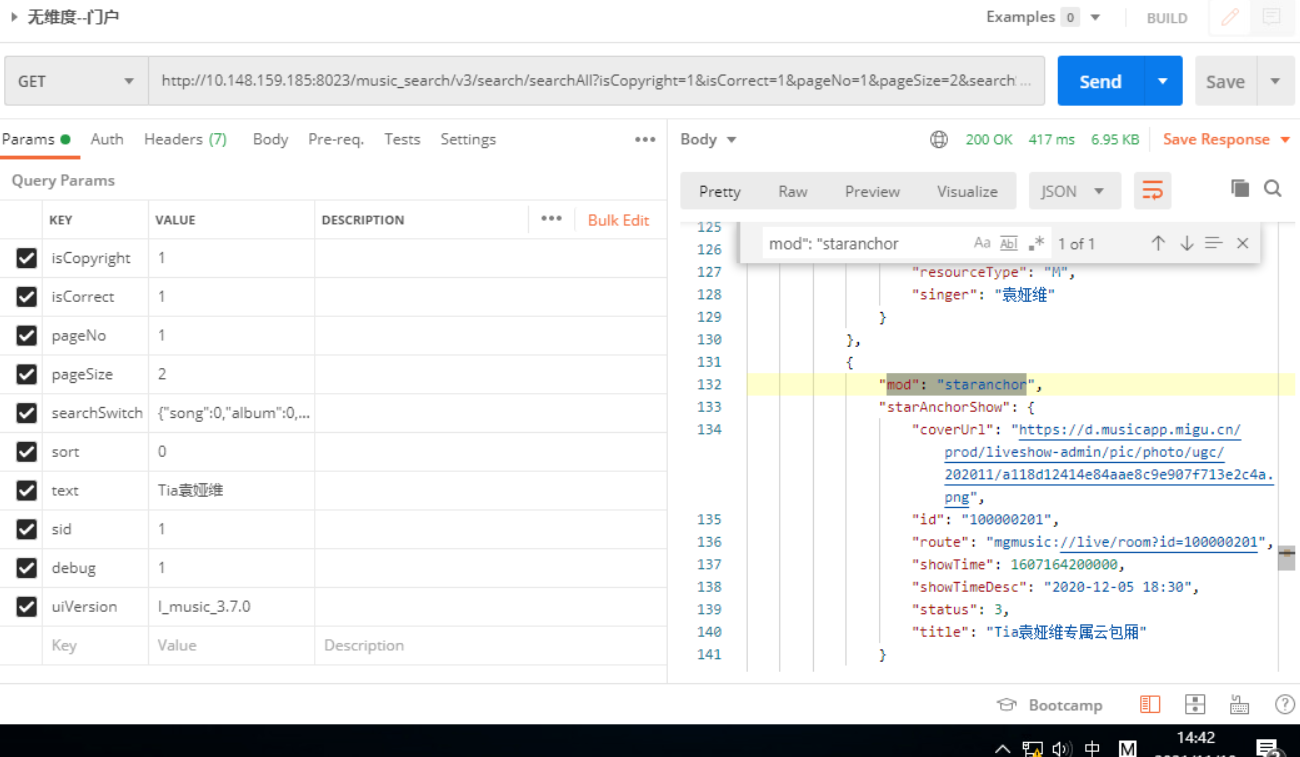 无维度--门户
Examples 0
BUILD
GET
http://10.148.159.185:8023/music_search/v3/search/searchAll?isCopyright=1&isCorrect=1&pageNo=1&pageSize=2&search...
Send
Save
Params
Auth
Headers (7)
Body
Pre-req.
Tests
Settings
Query Params
KEY VALUE DESCRIPTION
Bulk Edit
isCopyright 1
isCorrect 1
pageNo 1
pageSize 2
searchSwitch {"song":0,"album":0,...
sort 0
text Tia袁娅维
sid 1
debug 1
uiVersion I_music_3.7.0
Key Value Description
Body
200 OK 417 ms 6.95 KB Save Response
Pretty Raw Preview Visualize JSON
mod": "staranchor Aa Abl .* 1 of 1
125
126
127 "resourceType": "M",
128 "singer": "袁娅维"
129 }
130 },
131 {
132 "mod": "staranchor",
133 "starAnchorShow": {
134 "coverUrl": "https://d.musicapp.migu.cn/
prod/liveshow-admin/pic/photo/ugc/
202011/a118d12414e84aae8c9e907f713e2c4a.
png",
135 "id": "100000201",
136 "route": "mgmusic://live/room?id=100000201",
137 "showTime": 1607164200000,
138 "showTimeDesc": "2020-12-05 18:30",
139 "status": 3,
140 "title": "Tia袁娅维专属云包厢"
141 }
Bootcamp
中 M
14:42